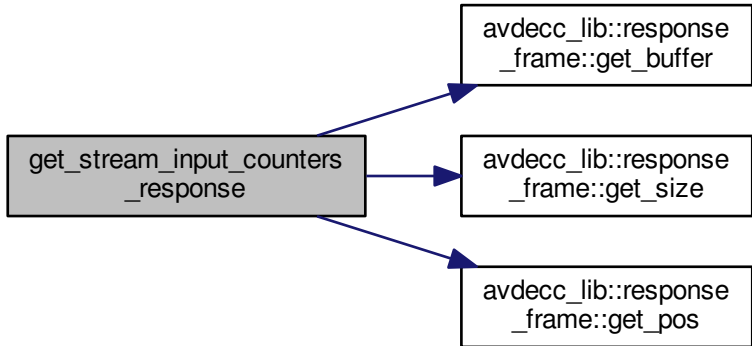 avdecc_lib::response
_frame::get_buffer
get_stream_input_counters
_response
avdecc_lib::response
_frame::get_size
avdecc_lib::response
_frame::get_pos